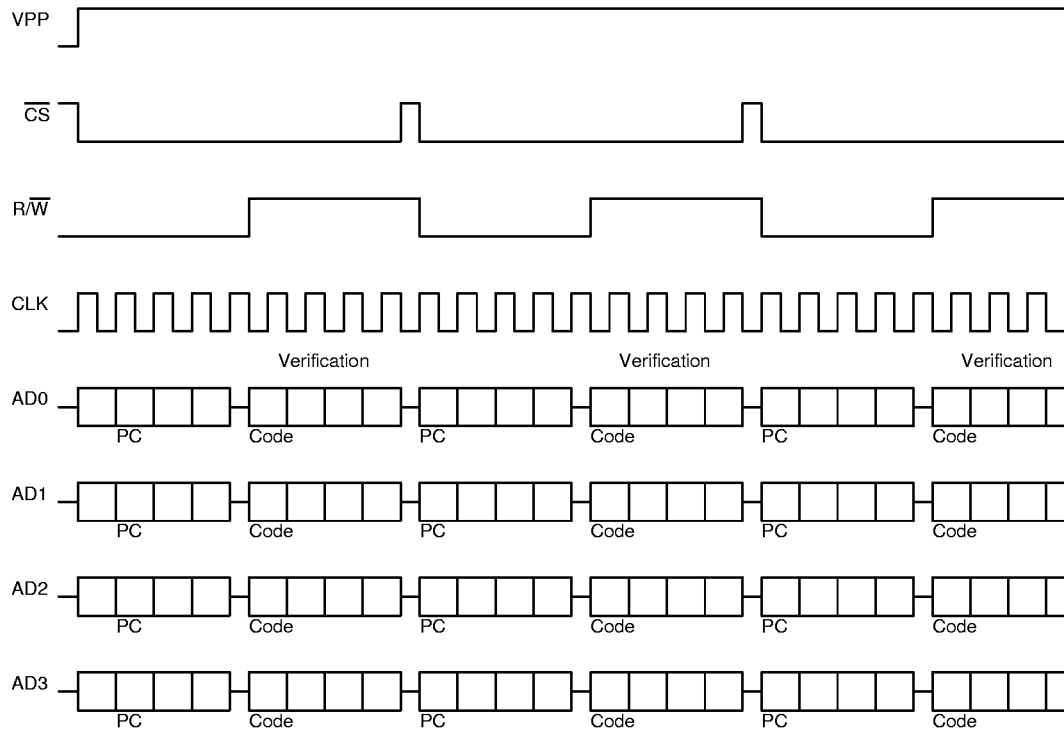 VPP
C̅S̅
R/W̅
CLK
Verification Verification Verification
AD0
PC Code PC Code PC Code
AD1
PC Code PC Code PC Code
AD2
PC Code PC Code PC Code
AD3
PC Code PC Code PC Code